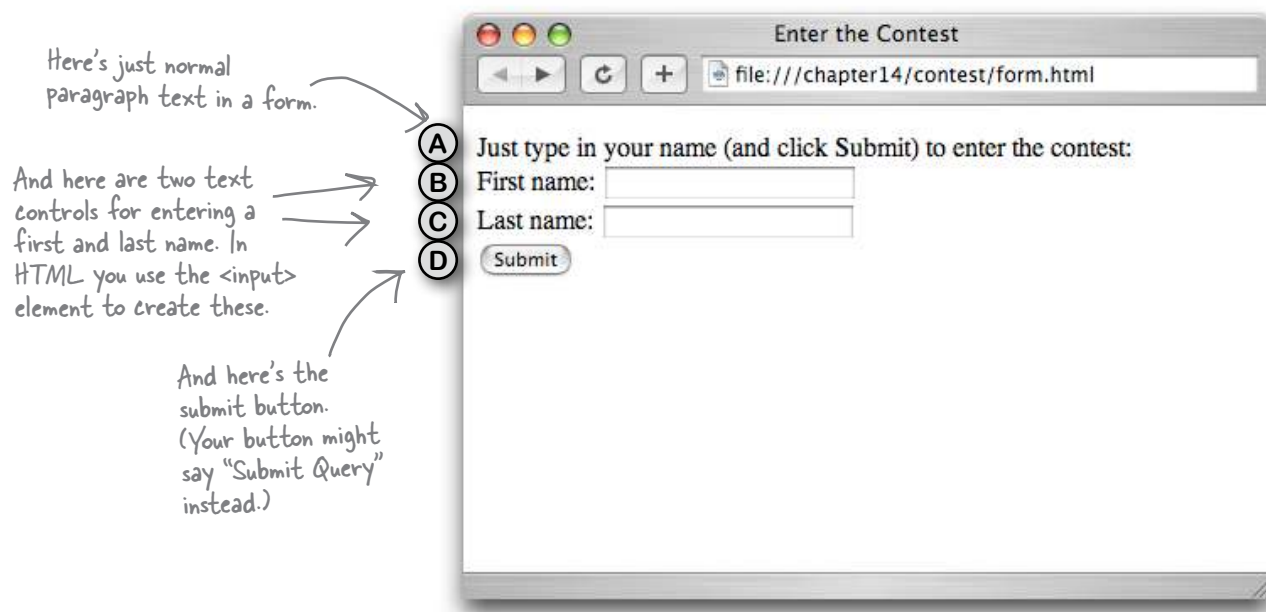 Enter the Contest
file:///chapter14/contest/form.html
Here's just normal
paragraph text in a form.
A
Just type in your name (and click Submit) to enter the contest:
And here are two text
controls for entering a
first and last name. In
HTML you use the <input>
element to create these.
B
First name:
C
Last name:
D
Submit
And here's the
submit button.
(Your button might
say "Submit Query"
instead.)